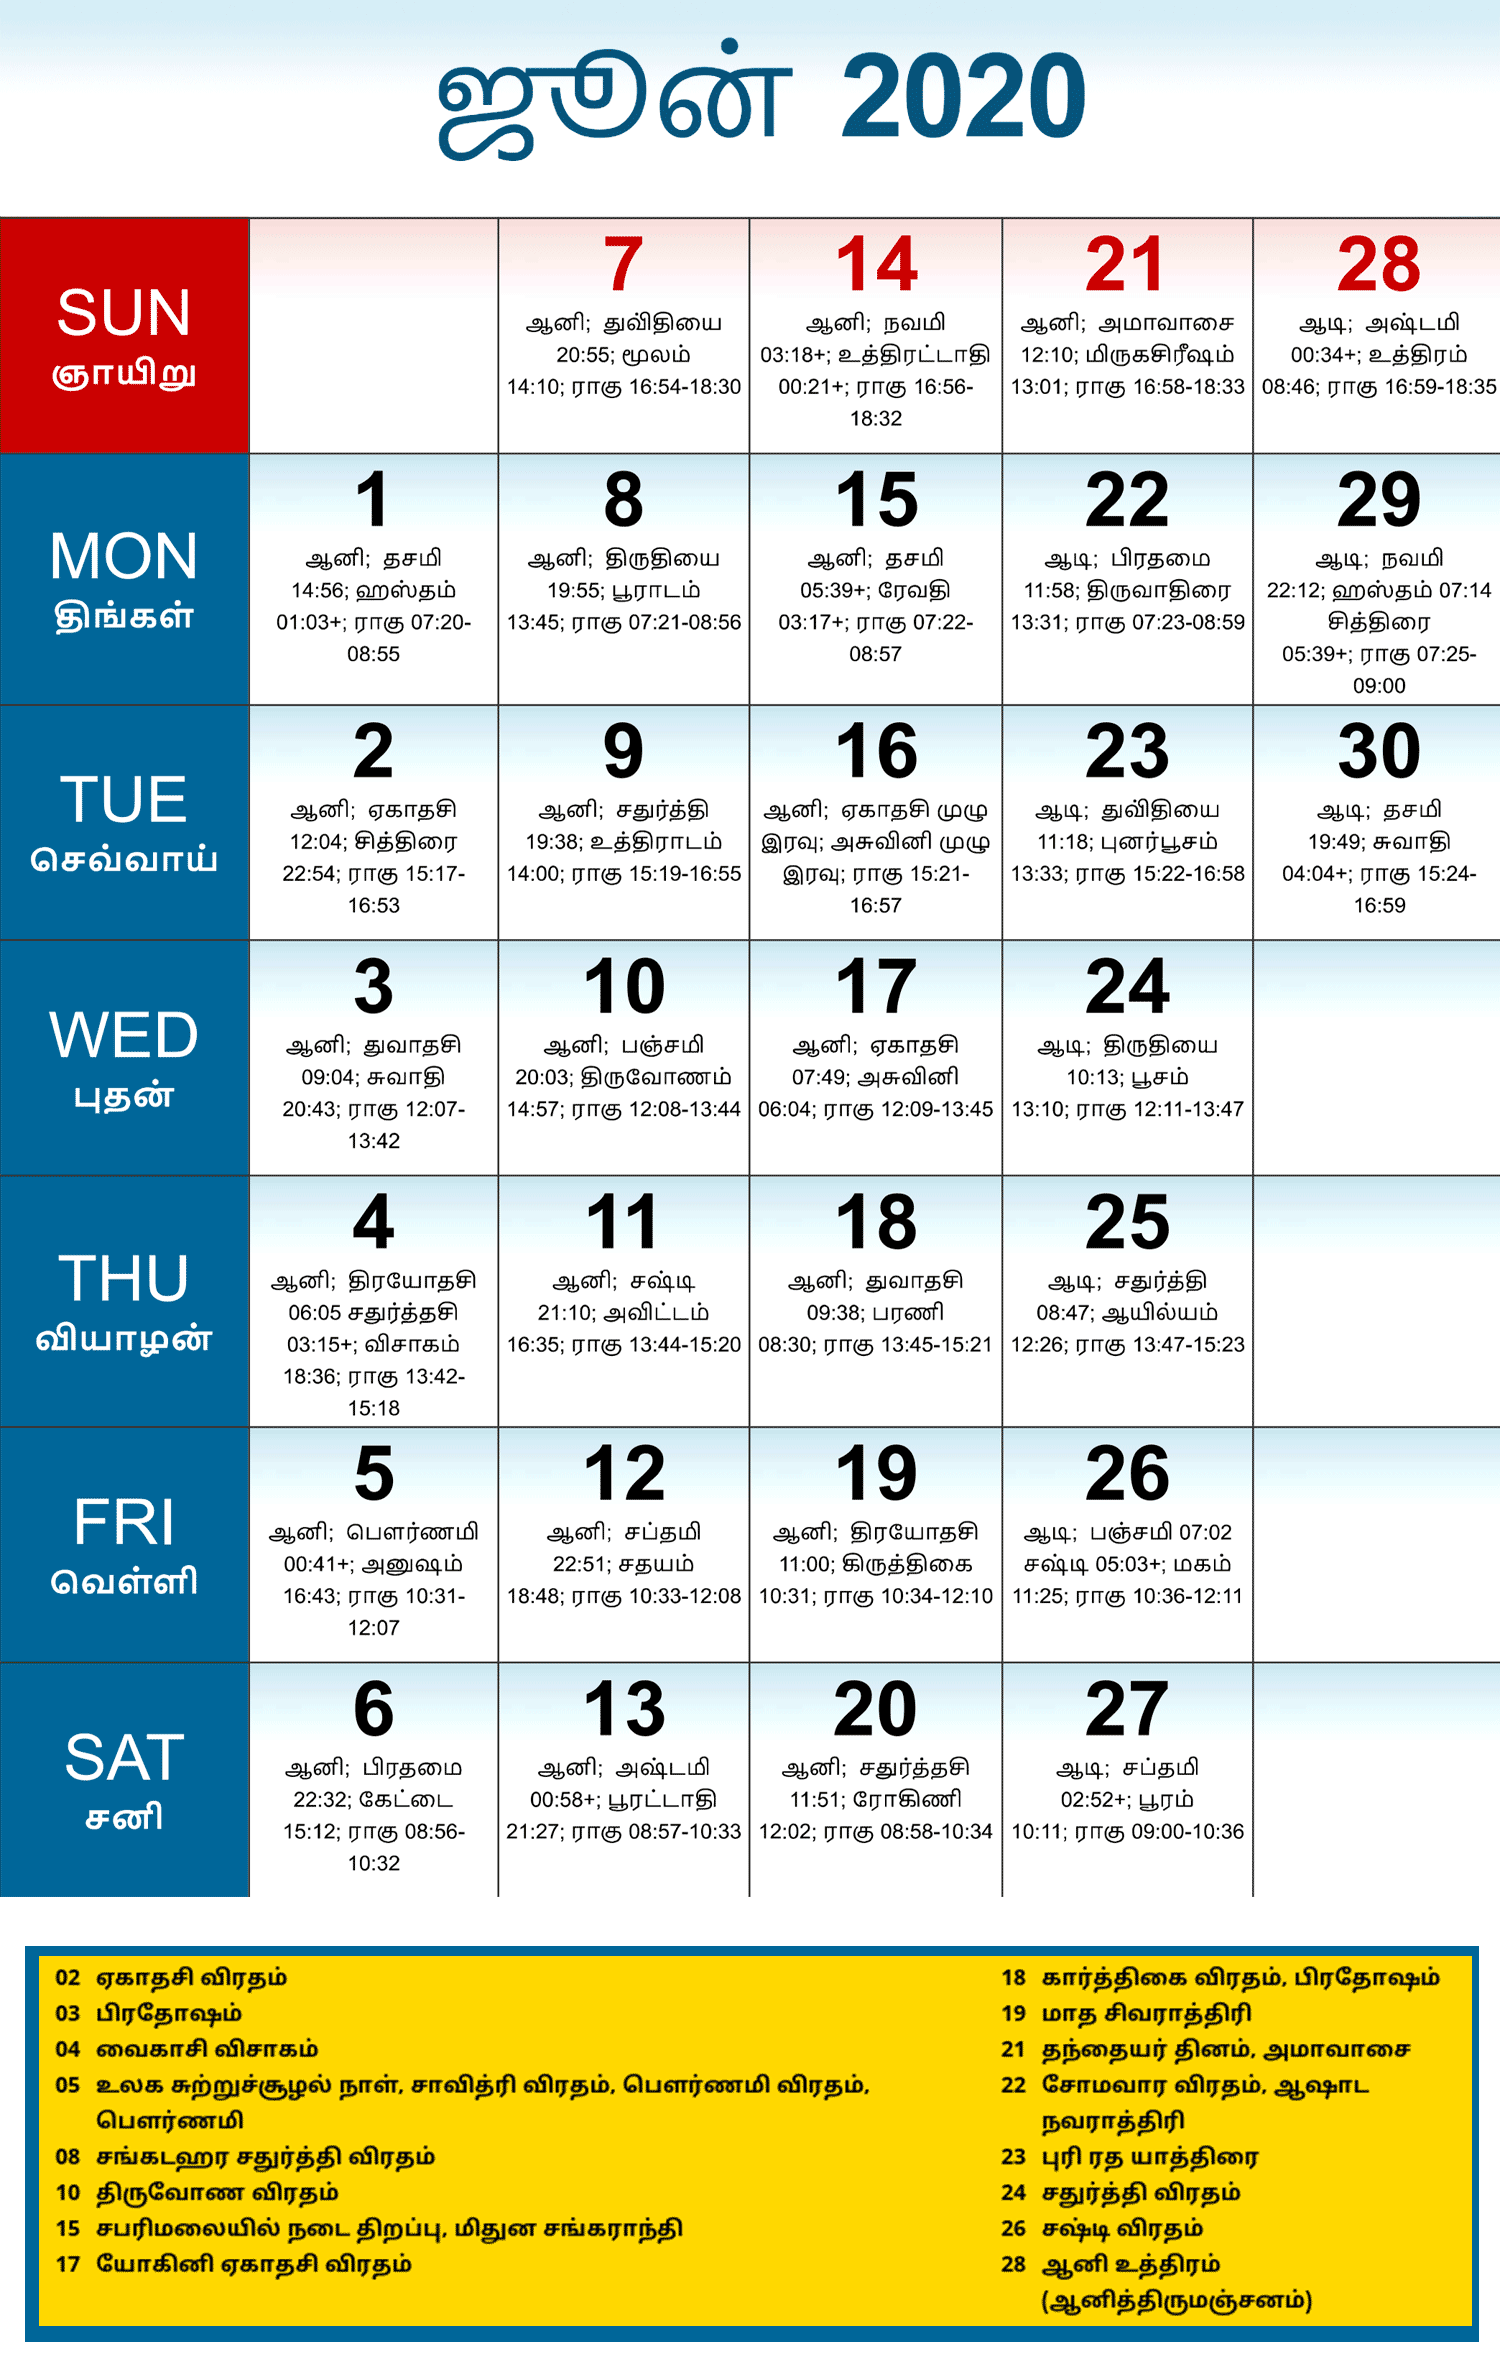 ஜூன் 2020
SUN
ஞாயிறு
7
ஆனி; துவிதியை
20:55; மூலம்
14:10; ராகு 16:54-18:30
14
ஆனி; நவமி
03:18+; உத்திரட்டாதி
00:21+; ராகு 16:56-
18:32
21
ஆனி; அமாவாசை
12:10; மிருகசிரீஷம்
13:01; ராகு 16:58-18:33
28
ஆடி; அஷ்டமி
00:34+; உத்திரம்
08:46; ராகு 16:59-18:35
MON
திங்கள்
1
ஆனி; தசமி
14:56; ஹஸ்தம்
01:03+; ராகு 07:20-
08:55
8
ஆனி; திருதியை
19:55; பூராடம்
13:45; ராகு 07:21-08:56
15
ஆனி; தசமி
05:39+; ரேவதி
03:17+; ராகு 07:22-
08:57
22
ஆடி; பிரதமை
11:58; திருவாதிரை
13:31; ராகு 07:23-08:59
29
ஆடி; நவமி
22:12; ஹஸ்தம் 07:14
சித்திரை
05:39+; ராகு 07:25-
09:00
TUE
செவ்வாய்
2
ஆனி; ஏகாதசி
12:04; சித்திரை
22:54; ராகு 15:17-
16:53
9
ஆனி; சதுர்த்தி
19:38; உத்திராடம்
14:00; ராகு 15:19-16:55
16
ஆனி; ஏகாதசி முழு
இரவு; அசுவினி முழு
இரவு; ராகு 15:21-
16:57
23
ஆடி; துவிதியை
11:18; புனர்பூசம்
13:33; ராகு 15:22-16:58
30
ஆடி; தசமி
19:49; சுவாதி
04:04+; ராகு 15:24-
16:59
WED
புதன்
3
ஆனி; துவாதசி
09:04; சுவாதி
20:43; ராகு 12:07-
13:42
10
ஆனி; பஞ்சமி
20:03; திருவோணம்
14:57; ராகு 12:08-13:44
17
ஆனி; ஏகாதசி
07:49; அசுவினி
06:04; ராகு 12:09-13:45
24
ஆடி; திருதியை
10:13; பூசம்
13:10; ராகு 12:11-13:47
THU
வியாழன்
4
ஆனி; திரயோதசி
06:05 சதுர்த்தசி
03:15+; விசாகம்
18:36; ராகு 13:42-
15:18
11
ஆனி; சஷ்டி
21:10; அவிட்டம்
16:35; ராகு 13:44-15:20
18
ஆனி; துவாதசி
09:38; பரணி
08:30; ராகு 13:45-15:21
25
ஆடி; சதுர்த்தி
08:47; ஆயில்யம்
12:26; ராகு 13:47-15:23
FRI
வெள்ளி
5
ஆனி; பௌர்ணமி
00:41+; அனுஷம்
16:43; ராகு 10:31-
12:07
12
ஆனி; சப்தமி
22:51; சதயம்
18:48; ராகு 10:33-12:08
19
ஆனி; திரயோதசி
11:00; கிருத்திகை
10:31; ராகு 10:34-12:10
26
ஆடி; பஞ்சமி 07:02
சஷ்டி 05:03+; மகம்
11:25; ராகு 10:36-12:11
SAT
சனி
6
ஆனி; பிரதமை
22:32; கேட்டை
15:12; ராகு 08:56-
10:32
13
ஆனி; அஷ்டமி
00:58+; பூரட்டாதி
21:27; ராகு 08:57-10:33
20
ஆனி; சதுர்த்தசி
11:51; ரோகிணி
12:02; ராகு 08:58-10:34
27
ஆடி; சப்தமி
02:52+; பூரம்
10:11; ராகு 09:00-10:36
02 ஏகாதசி விரதம்
03 பிரதோஷம்
04 வைகாசி விசாகம்
05 உலக சுற்றுச்சூழல் நாள், சாவித்ரி விரதம், பௌர்ணமி விரதம்,
பௌர்ணமி
08 சங்கடஹர சதுர்த்தி விரதம்
10 திருவோண விரதம்
15 சபரிமலையில் நடை திறப்பு, மிதுன சங்கராந்தி
17 யோகினி ஏகாதசி விரதம்
18 கார்த்திகை விரதம், பிரதோஷம்
19 மாத சிவராத்திரி
21 தந்தையர் தினம், அமாவாசை
22 சோமவார விரதம், ஆஷாட
நவராத்திரி
23 புரி ரத யாத்திரை
24 சதுர்த்தி விரதம்
26 சஷ்டி விரதம்
28 ஆனி உத்திரம்
(ஆனித்திருமஞ்சனம்)